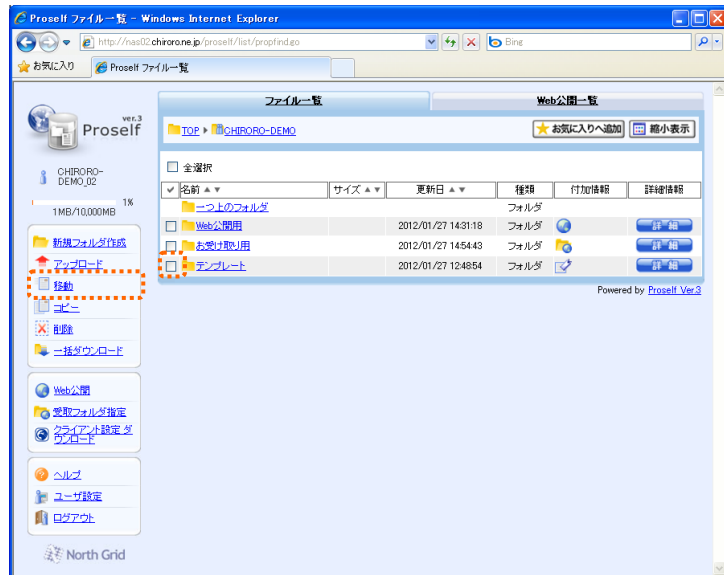 Proself ファイル一覧 - Windows Internet Explorer
http://nas02.chiroro.ne.jp/proself/list/propfind.go
Bing
お気に入り
Proself ファイル一覧
ver.3
Proself
CHIRORO-
DEMO_02
1%
1MB/10,000MB
新規フォルダ作成
アップロード
移動
コピー
削除
一括ダウンロード
Web公開
受取フォルダ指定
クライアント設定 ダ
ウンロード
ヘルプ
ユーザ設定
ログアウト
North Grid
ファイル一覧 Web公開一覧
TOP CHIRORO-DEMO お気に入りへ追加 縮小表示
全選択
名前 ▲▼ サイズ ▲▼ 更新日 ▲▼ 種類 付加情報 詳細情報
一つ上のフォルダ フォルダ
Web公開用 2012/01/27 14:31:18 フォルダ 詳細
お受け取り用 2012/01/27 14:54:43 フォルダ 詳細
テンプレート 2012/01/27 12:48:54 フォルダ 詳細
Powered by Proself Ver.3